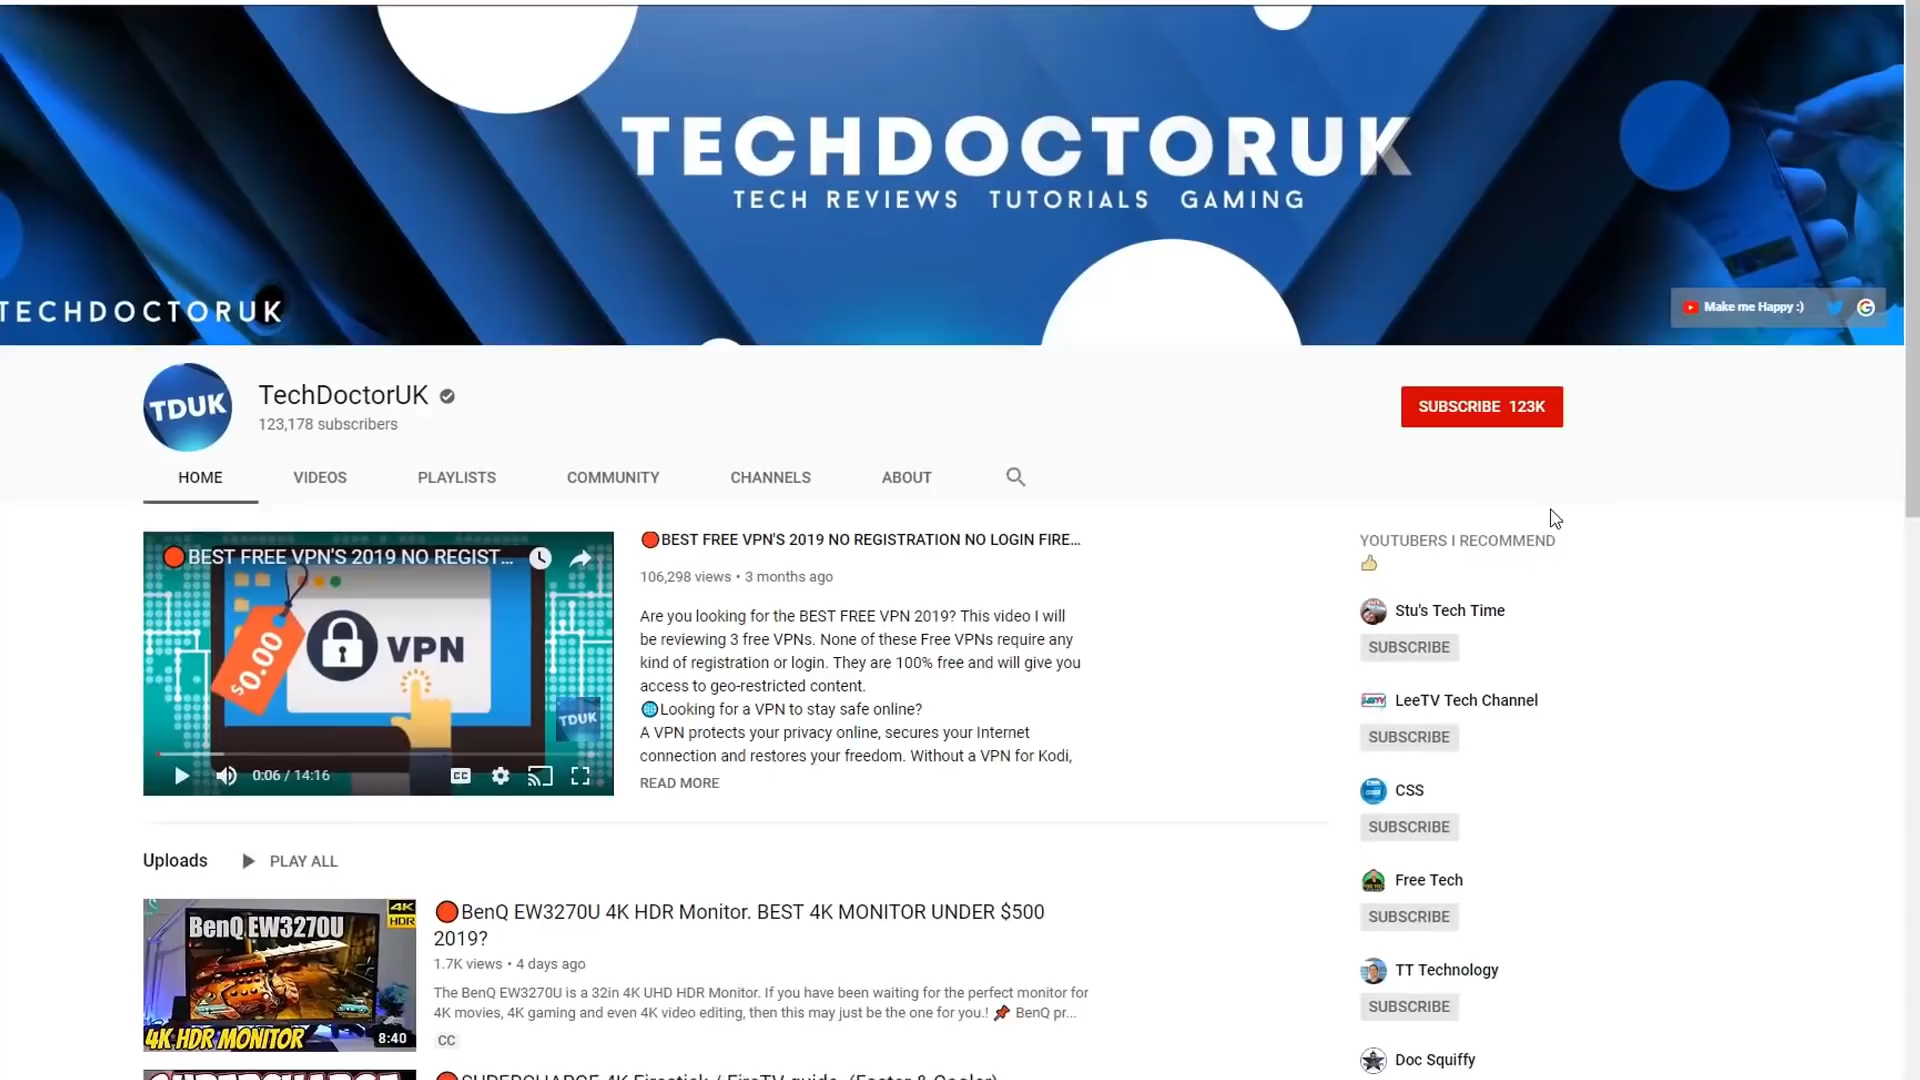 TECHDOCTORUK
TECH REVIEWS TUTORIALS GAMING
TECHDOCTORUK
Make me Happy :)
TDUK
TechDoctorUK
123,178 subscribers
SUBSCRIBE 123K
HOME VIDEOS PLAYLISTS COMMUNITY CHANNELS ABOUT
🔴BEST FREE VPN'S 2019 NO REGIST...
$0.00
VPN
TDUK
0:06 / 14:16
CC
🔴BEST FREE VPN'S 2019 NO REGISTRATION NO LOGIN FIRE...
106,298 views • 3 months ago
Are you looking for the BEST FREE VPN 2019? This video I will
be reviewing 3 free VPNs. None of these Free VPNs require any
kind of registration or login. They are 100% free and will give you
access to geo-restricted content.
🌐Looking for a VPN to stay safe online?
A VPN protects your privacy online, secures your Internet
connection and restores your freedom. Without a VPN for Kodi,
READ MORE
Uploads PLAY ALL
BenQ EW3270U
4K
HDR
4K HDR MONITOR
8:40
🔴BenQ EW3270U 4K HDR Monitor. BEST 4K MONITOR UNDER $500
2019?
1.7K views • 4 days ago
The BenQ EW3270U is a 32in 4K UHD HDR Monitor. If you have been waiting for the perfect monitor for
4K movies, 4K gaming and even 4K video editing, then this may just be the one for you.! 📌 BenQ pr...
CC
SUPERCHARGE
🔴SUPERCHARGE 4K Firestick / FireTV guide. (Faster & Cooler)
YOUTUBERS I RECOMMEND
👍
Stu's Tech Time
SUBSCRIBE
LeeTV Tech Channel
SUBSCRIBE
CSS
SUBSCRIBE
Free Tech
SUBSCRIBE
TT Technology
SUBSCRIBE
Doc Squiffy